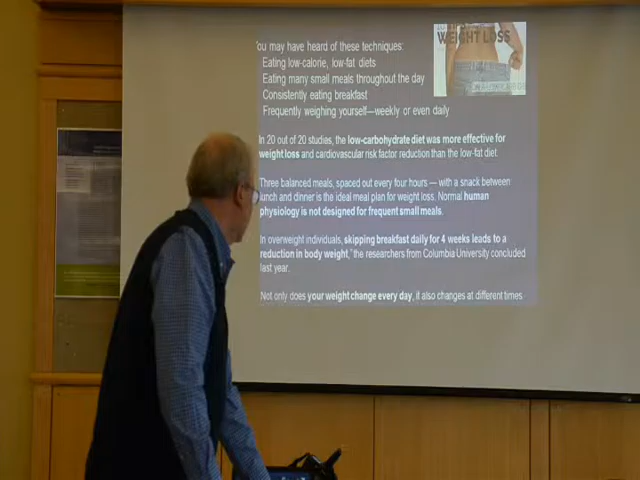 WEIGHT LOSS
'ou may have heard of these techniques:
Eating low-calorie, low-fat diets
Eating many small meals throughout the day
Consistently eating breakfast
Frequently weighing yourself—weekly or even daily
In 20 out of 20 studies, the low-carbohydrate diet was more effective for
weight loss and cardiovascular risk factor reduction than the low-fat diet
Three balanced meals, spaced out every four hours — with a snack between
lunch and dinner is the ideal meal plan for weight loss. Normal human
physiology is not designed for frequent small meals.
In overweight individuals, skipping breakfast daily for 4 weeks leads to a
reduction in body weight," the researchers from Columbia University concluded
last year.
Not only does your weight change every day, it also changes at different times